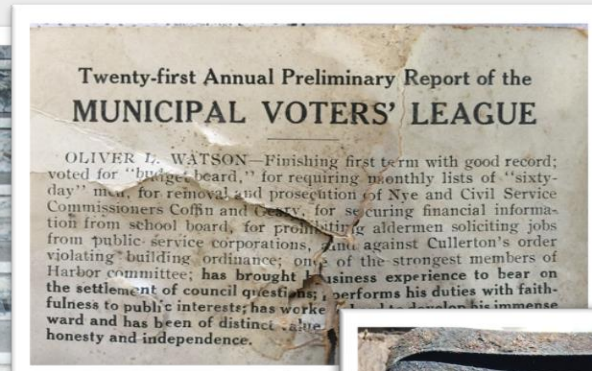 Twenty-first Annual Preliminary Report of the
MUNICIPAL VOTERS' LEAGUE
OLIVER L. WATSON—Finishing first term with good record;
voted for "budget board," for requiring monthly lists of "sixty-
day" men, for removal and prosecution of Nye and Civil Service
Commissioners Coffin and Geary, for securing financial informa-
tion from school board, for prohibiting aldermen soliciting jobs
from public service corporations, and against Cullerton's order
violating building ordinance; one of the strongest members of
Harbor committee; has brought business experience to bear on
the settlement of council questions; performs his duties with faith-
fulness to public interests; has worked hard to develop his immense
ward and has been of distinct value
honesty and independence.